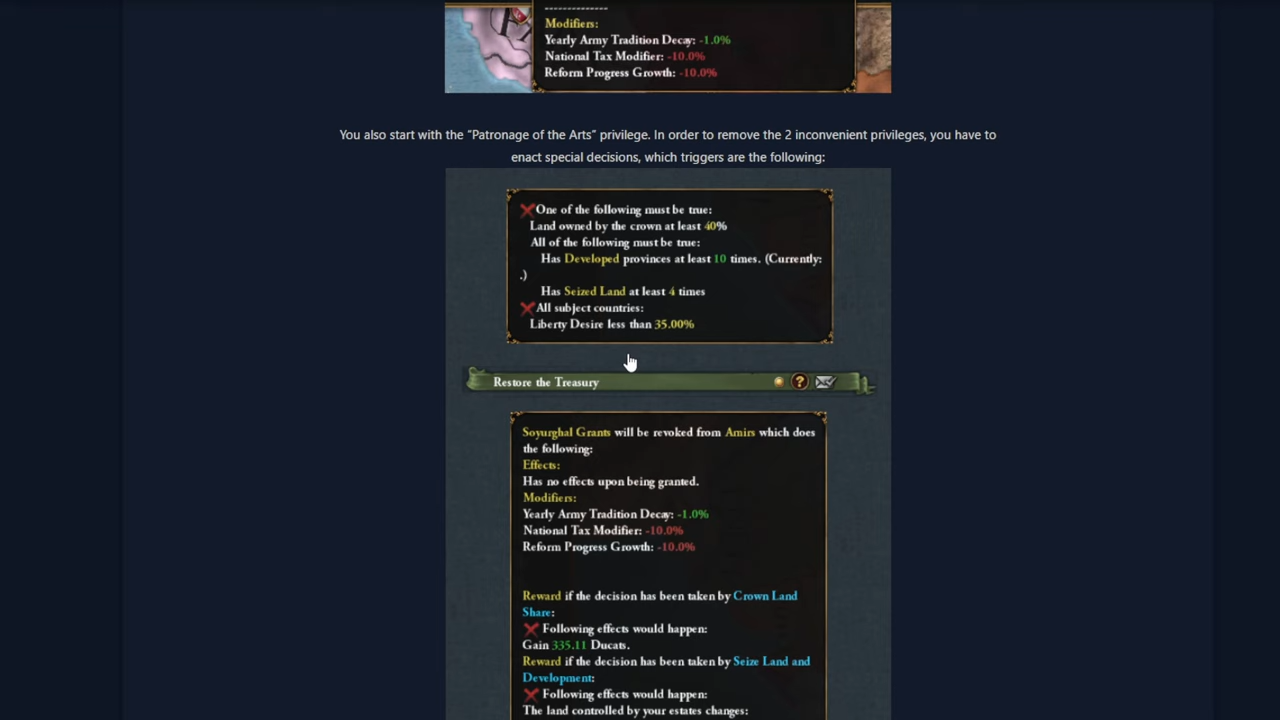 Modifiers:
Yearly Army Tradition Decay: -1.0%
National Tax Modifier: -10.0%
Reform Progress Growth: -10.0%
You also start with the "Patronage of the Arts" privilege. In order to remove the 2 inconvenient privileges, you have to
enact special decisions, which triggers are the following:
One of the following must be true:
Land owned by the crown at least 40%
All of the following must be true:
Has Developed provinces at least 10 times. (Currently:
.)
Has Seized Land at least 4 times
All subject countries:
Liberty Desire less than 35.00%
Restore the Treasury
?
Soyurghal Grants will be revoked from Amirs which does
the following:
Effects:
Has no effects upon being granted.
Modifiers:
Yearly Army Tradition Decay: -1.0%
National Tax Modifier: -10.0%
Reform Progress Growth: -10.0%
Reward if the decision has been taken by Crown Land
Share:
Following effects would happen:
Gain 335.11 Ducats.
Reward if the decision has been taken by Seize Land and
Development:
Following effects would happen:
The land controlled by your estates changes: